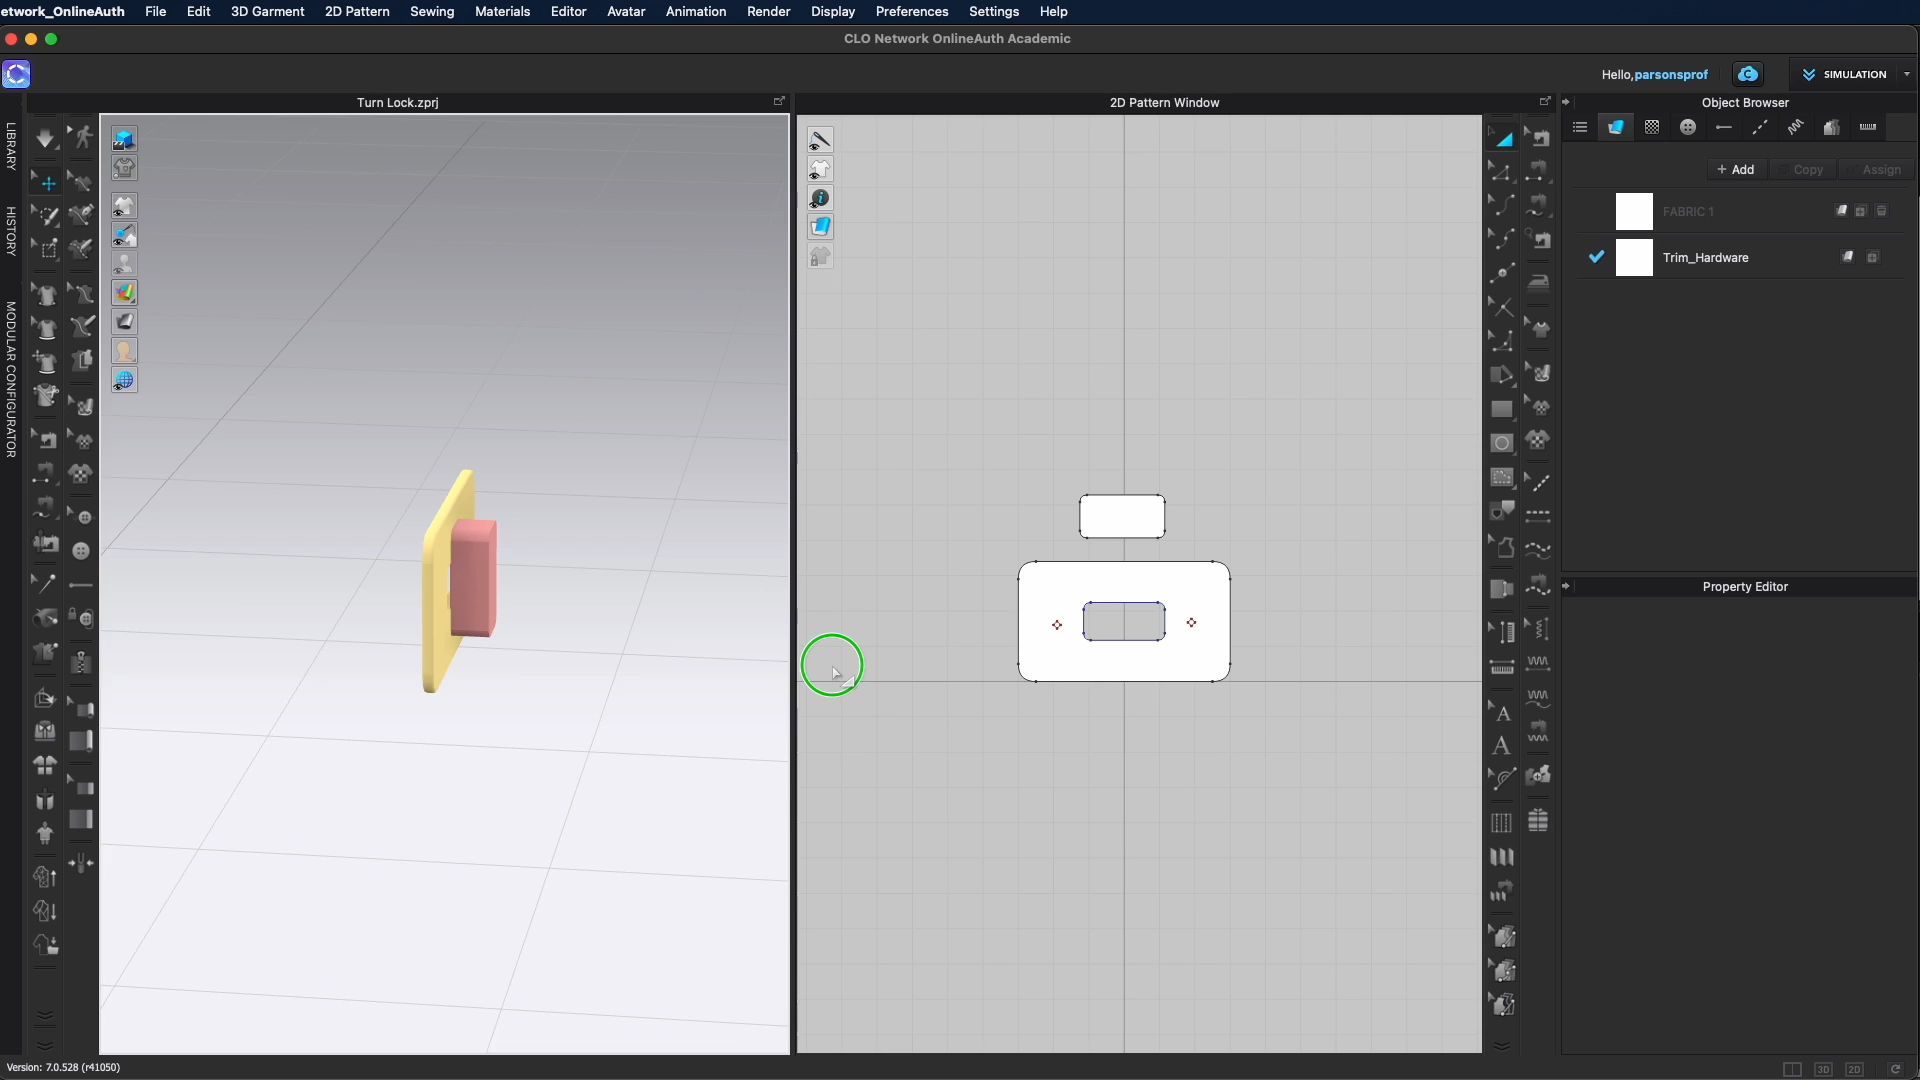 etwork_OnlineAuth File Edit 3D Garment 2D Pattern Sewing Materials Editor Avatar Animation Render Display Preferences Settings Help
CLO Network OnlineAuth Academic
Hello,parsonsprof
SIMULATION
Turn Lock.zprj
2D Pattern Window
Object Browser
LIBRARY
HISTORY
MODULAR CONFIGURATOR
+ Add Copy Assign
FABRIC 1
Trim_Hardware
Property Editor
A
A
Version: 7.0.528 (r41050)
3D 2D